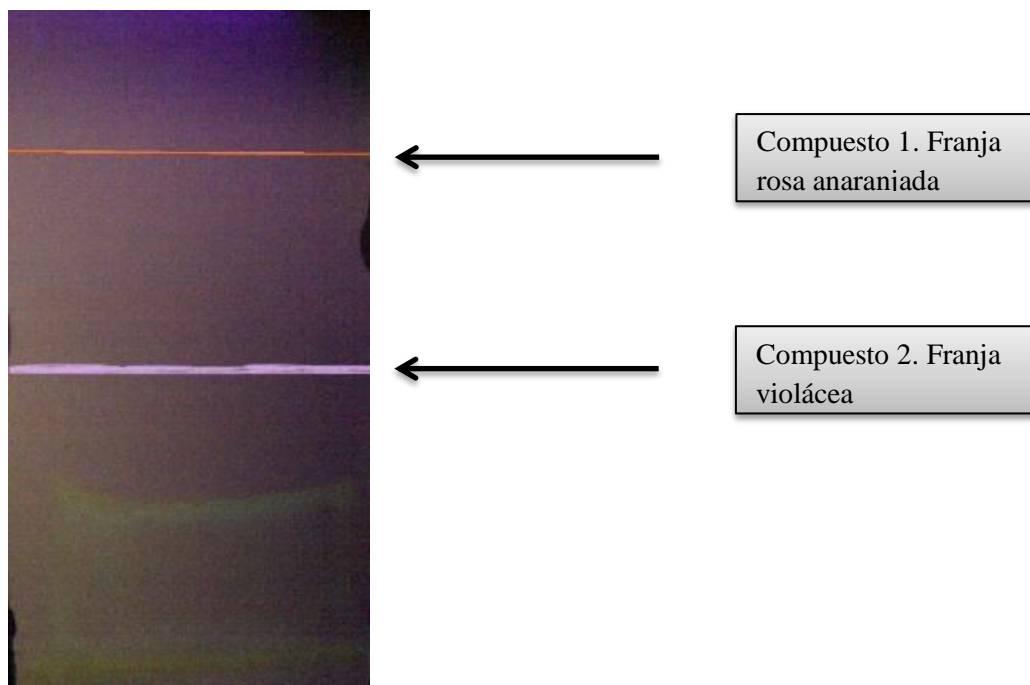 Compuesto 1. Franja
rosa anaranjada
Compuesto 2. Franja
violácea